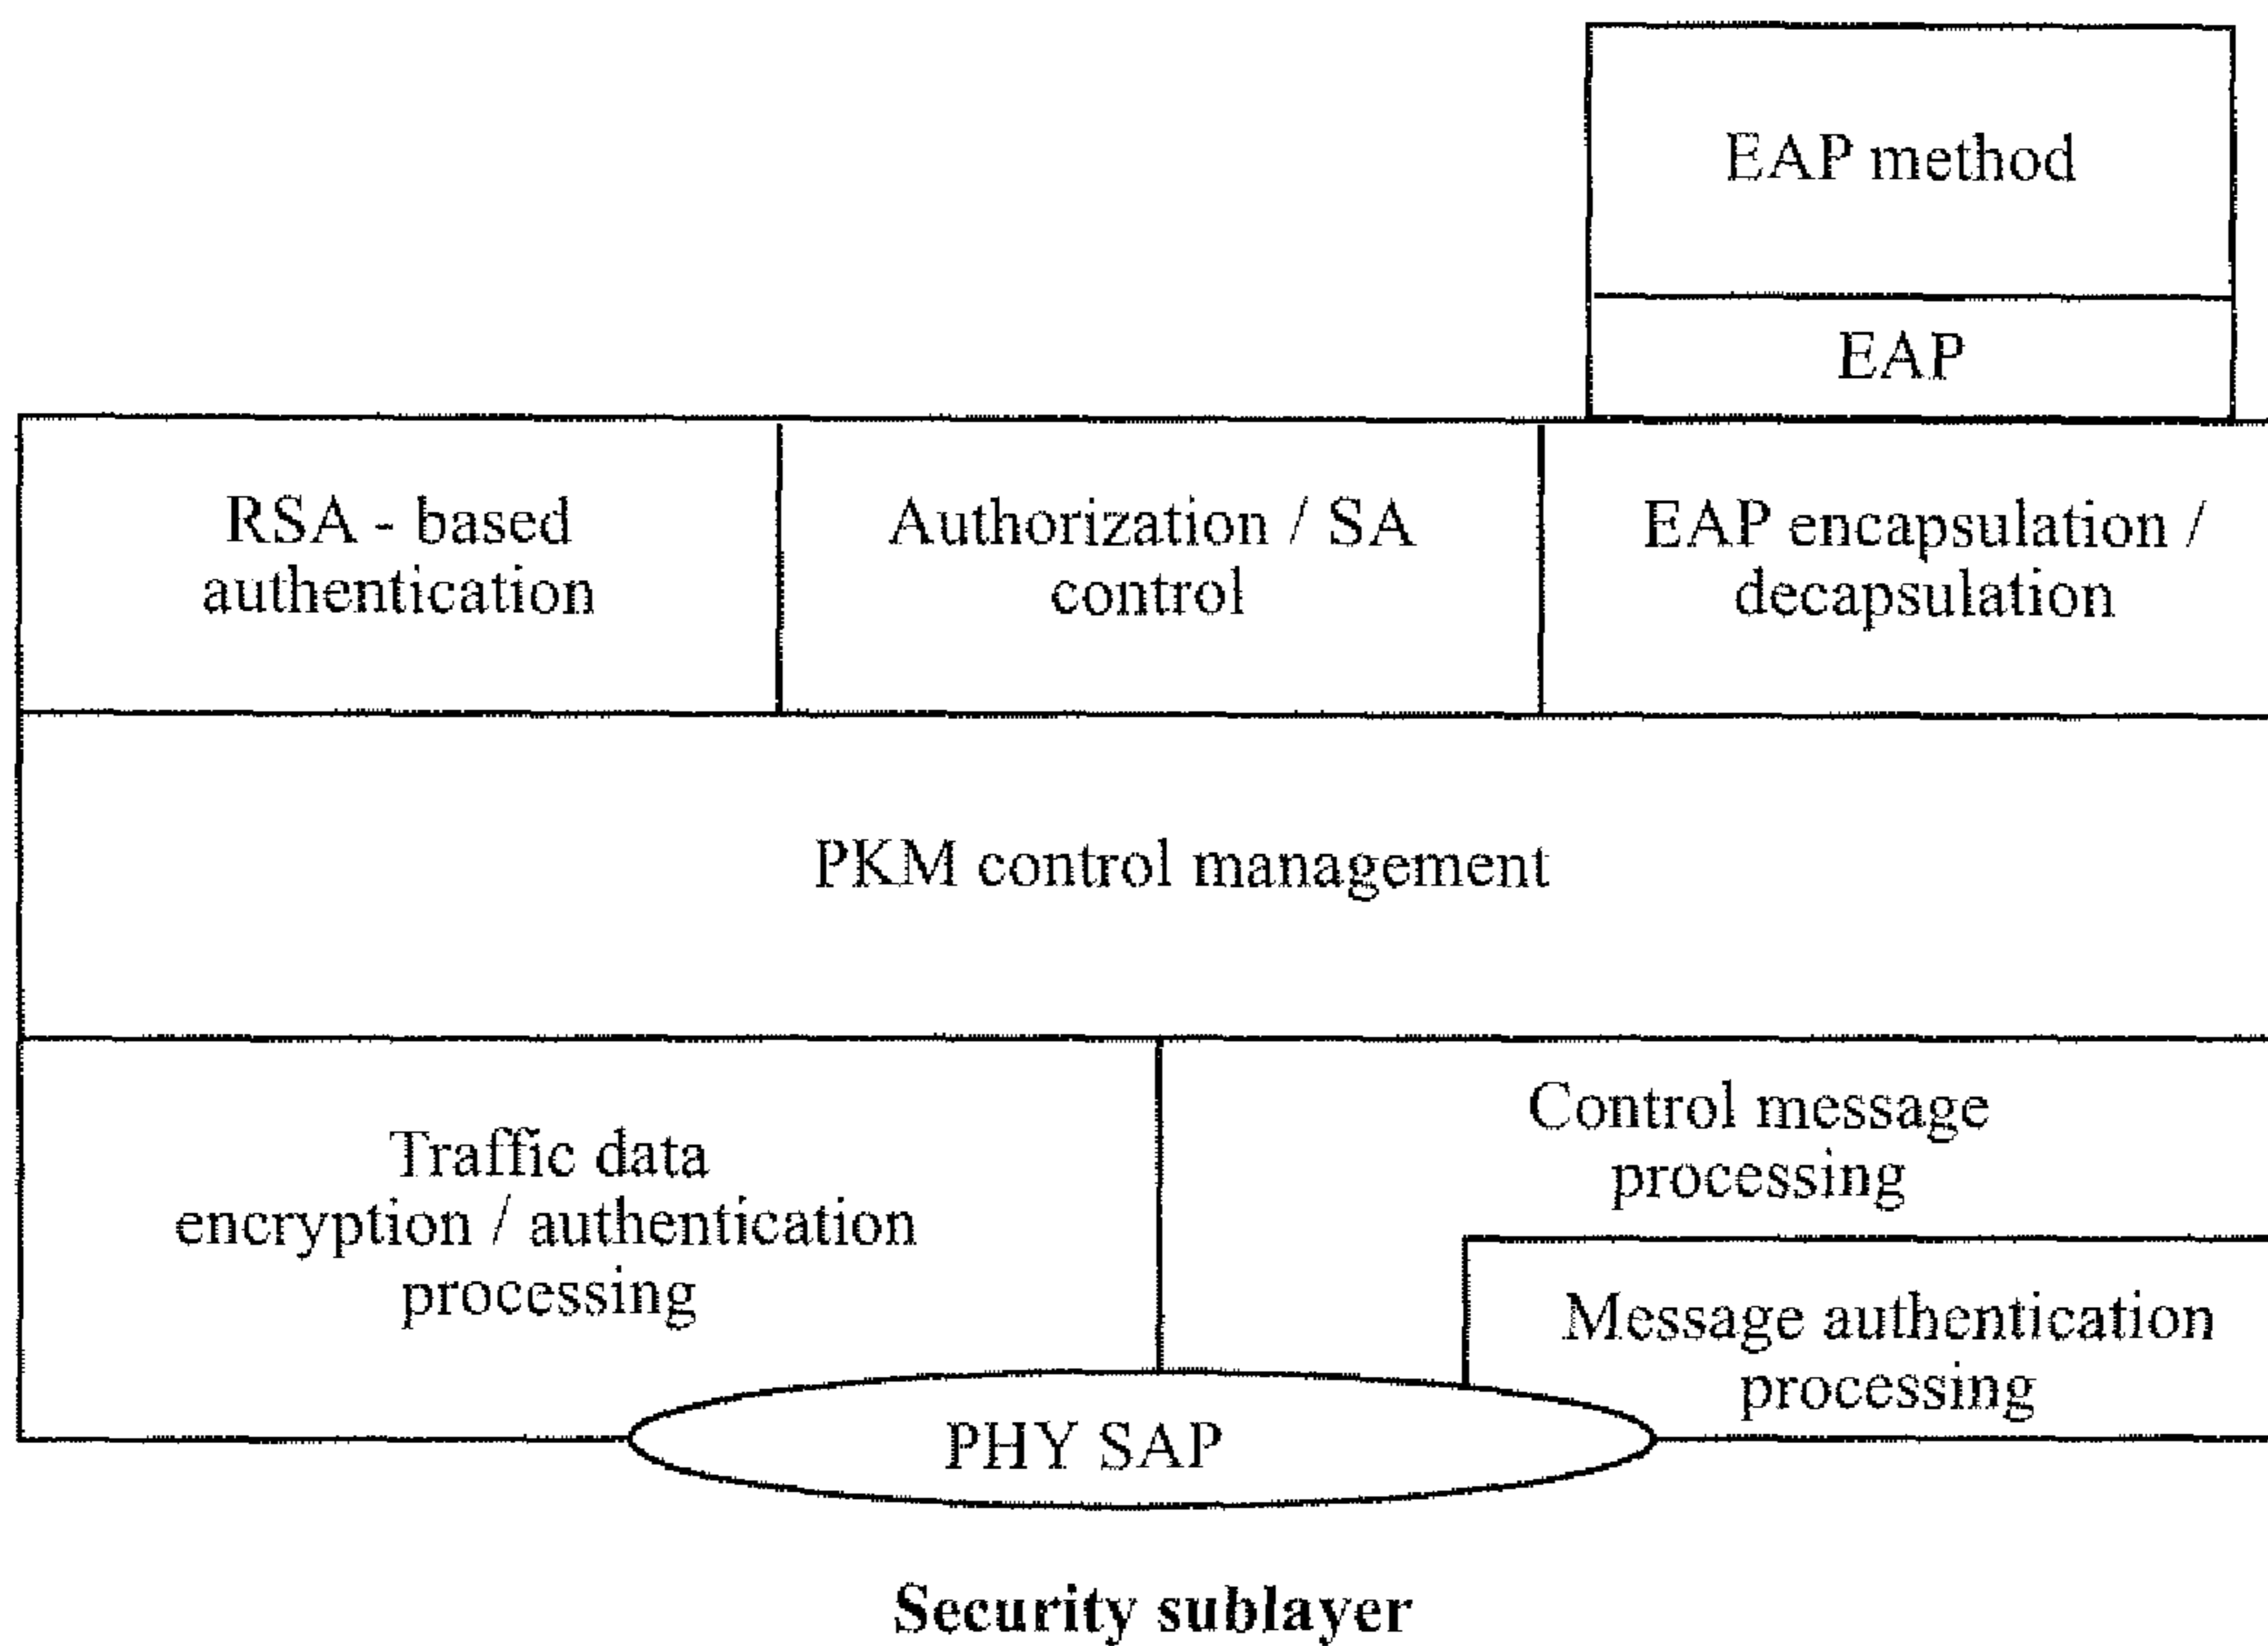 EAP method
EAP
RSA - based
authentication
Authorization / SA
control
EAP encapsulation /
decapsulation
PKM control management
Traffic data
encryption / authentication
processing
Control message
processing
Message authentication
processing
PHY SAP
Security sublayer